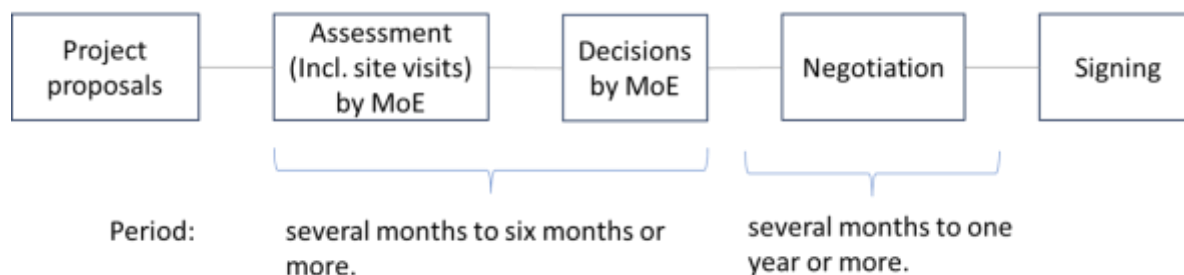 Project
proposals
Assessment
(Incl. site visits)
by MoE
Decisions
by MoE
Negotiation
Signing
Period:
several months to six months or
more.
several months to one
year or more.